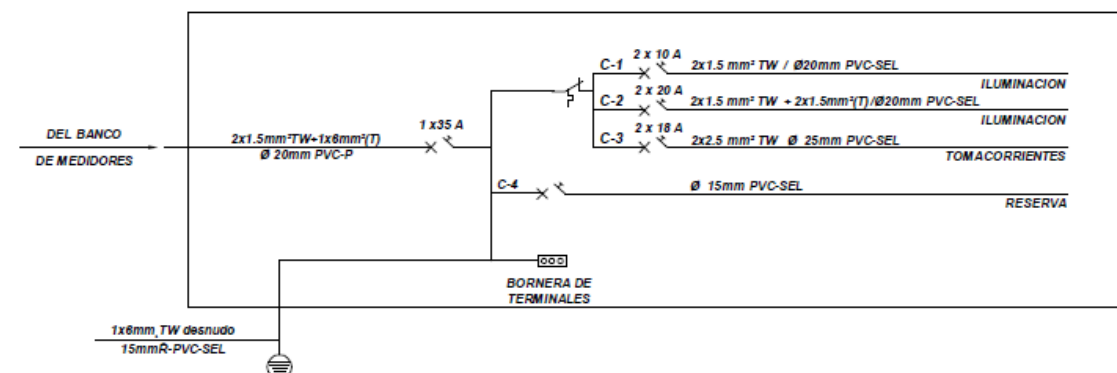 2 x 10 A
C-1
2x1.5 mm² TW / Ø20mm PVC-SEL
ILUMINACION
2 x 20 A
C-2
2x1.5 mm² TW + 2x1.5mm²(T)/Ø20mm PVC-SEL
ILUMINACION
2 x 18 A
C-3
2x2.5 mm² TW Ø 25mm PVC-SEL
TOMACORRIENTES
DEL BANCO
DE MEDIDORES
2x1.5mm²TW+1x6mm²(T)
Ø 20mm PVC-P
1 x35 A
C-4
Ø 15mm PVC-SEL
RESERVA
BORNERA DE
TERMINALES
1x6mm¸TW desnudo
15mmŘ-PVC-SEL